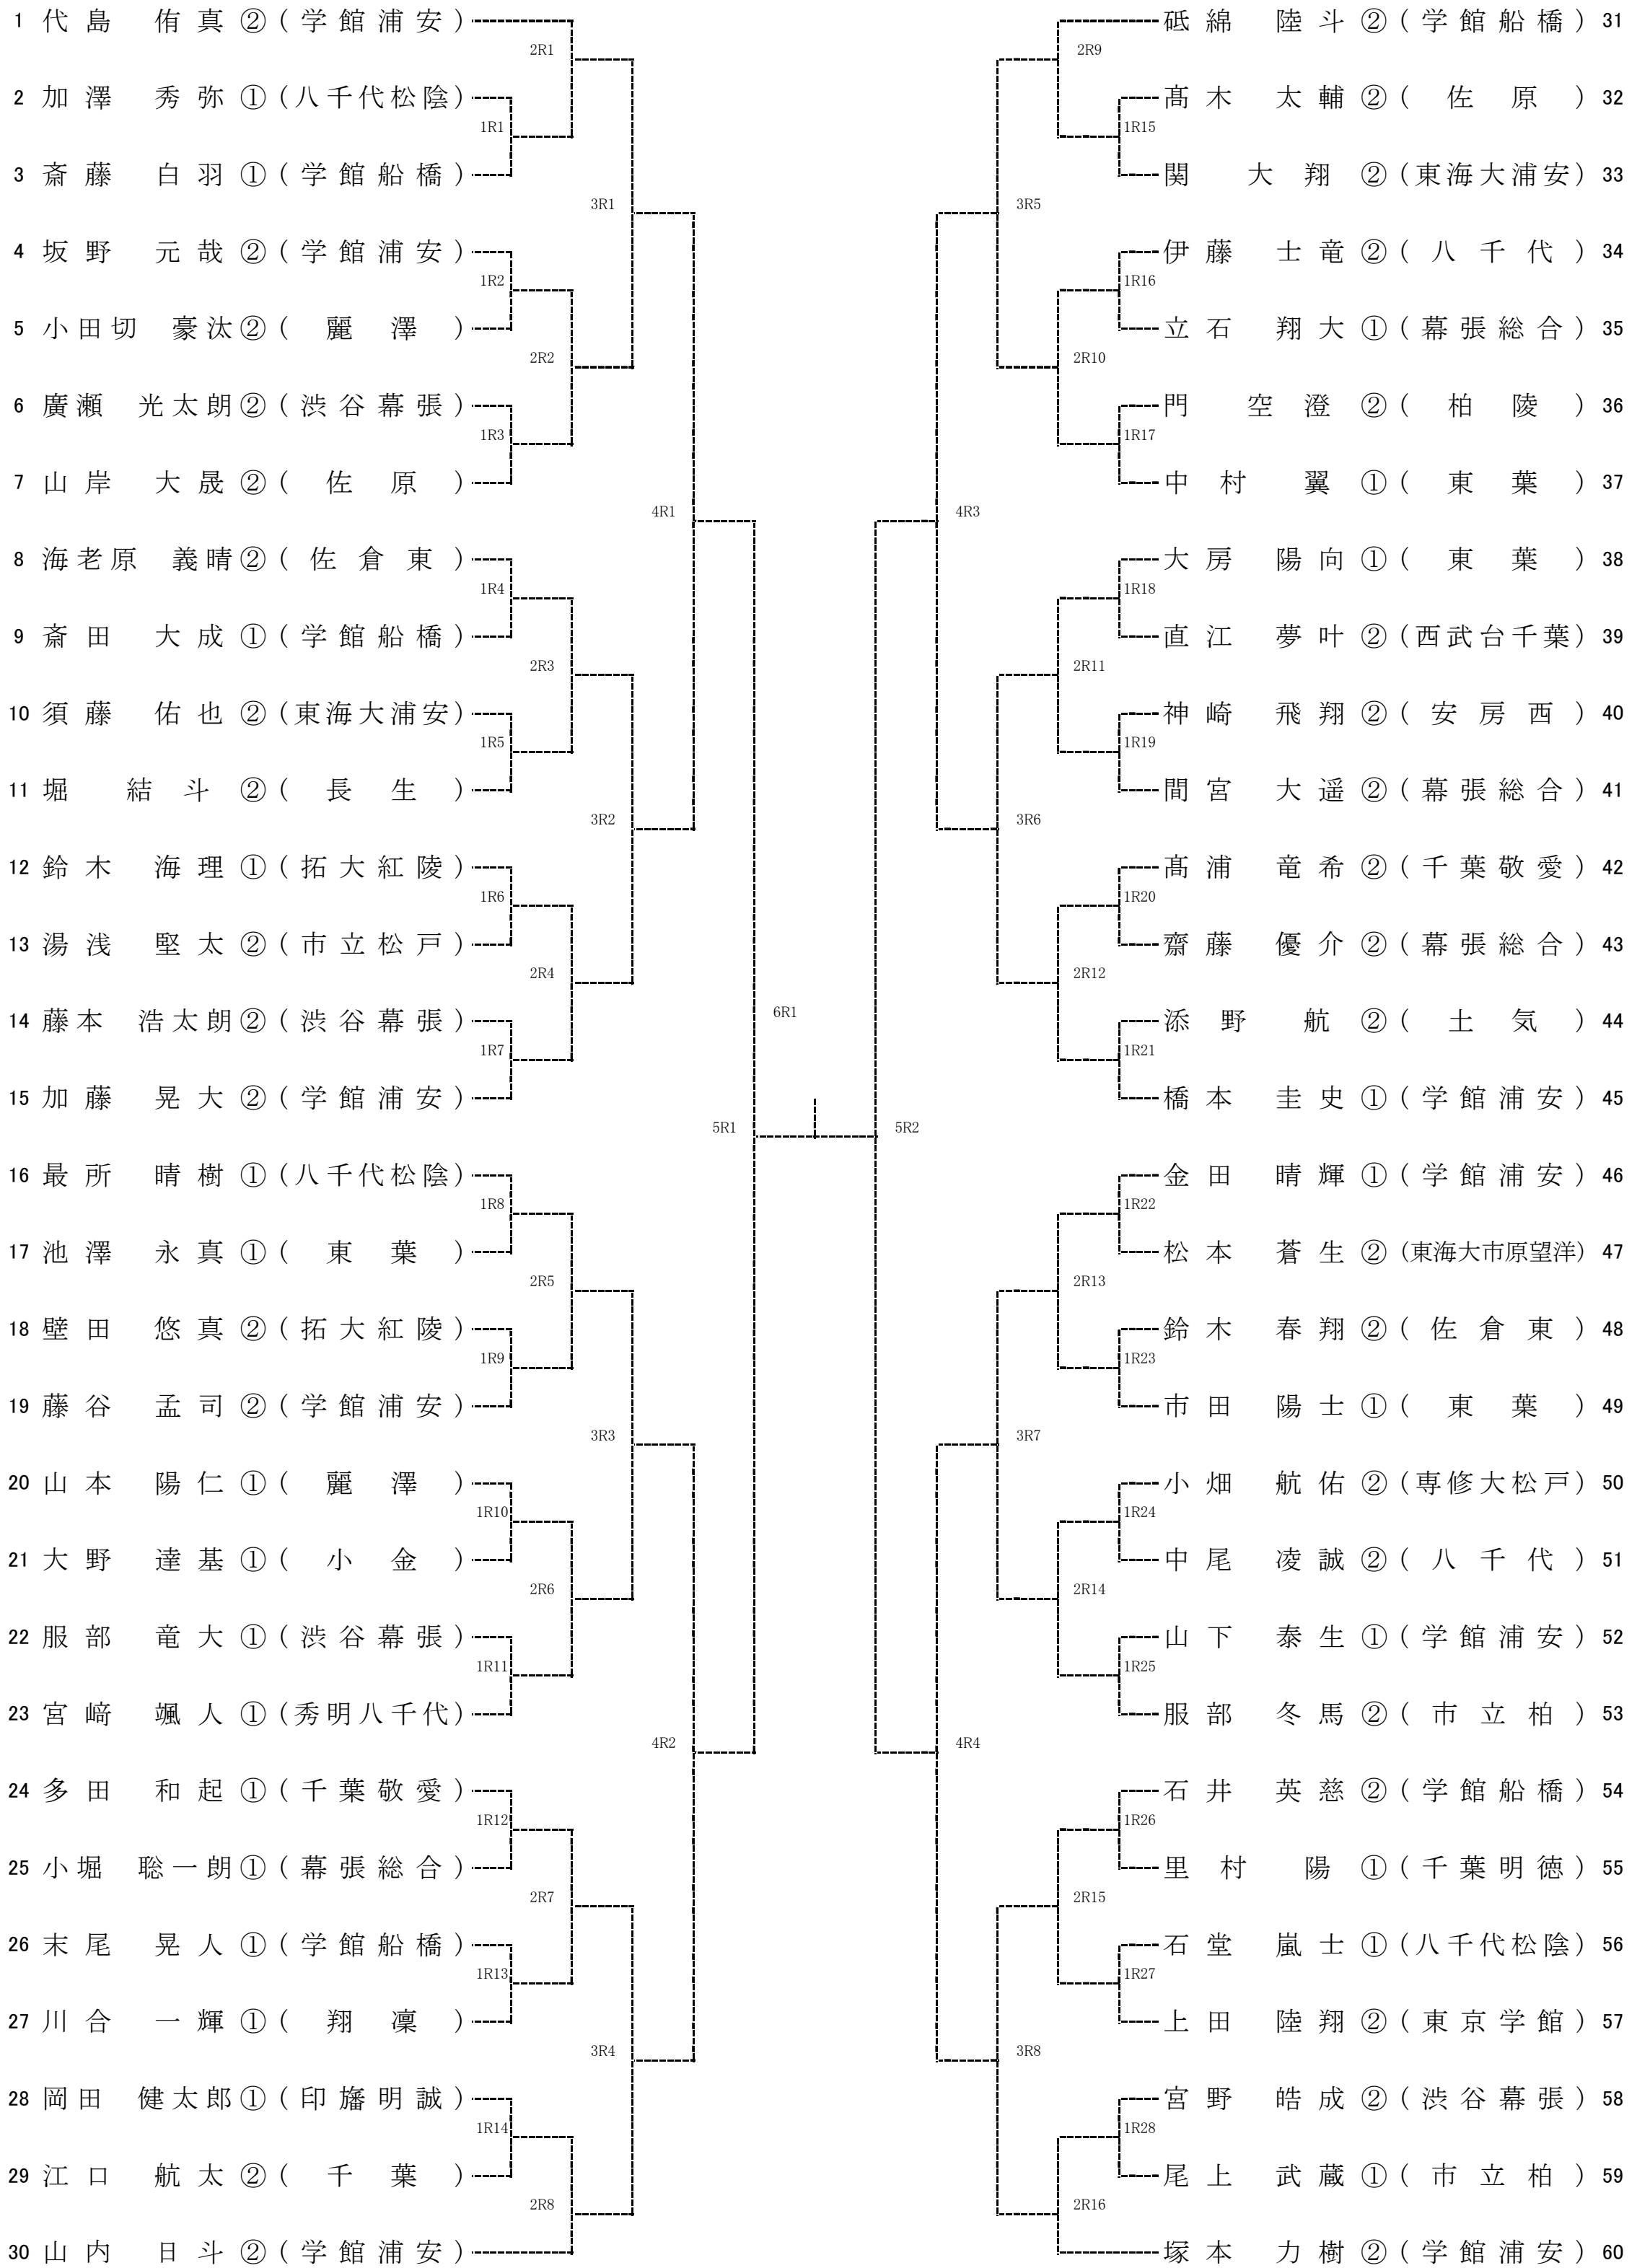 1 代島 侑真 ② (学館浦安)
2R1
2 加澤 秀弥 ① (八千代松陰)
1R1
3 斎藤 白羽 ① (学館船橋)
3R1
4 坂野 元哉 ② (学館浦安)
1R2
5 小田切 豪汰 ② (麗澤)
2R2
6 廣瀬 光太朗 ② (渋谷幕張)
1R3
7 山岸 大晟 ② (佐原)
4R1
8 海老原 義晴 ② (佐倉東)
1R4
9 斎田 大成 ① (学館船橋)
2R3
10 須藤 佑也 ② (東海大浦安)
1R5
11 堀 結斗 ② (長生)
3R2
12 鈴木 海理 ① (拓大紅陵)
1R6
13 湯浅 堅太 ② (市立松戸)
2R4
14 藤本 浩太朗 ② (渋谷幕張)
1R7
15 加藤 晃大 ② (学館浦安)
5R1
16 最所 晴樹 ① (八千代松陰)
1R8
17 池澤 永真 ① (東葉)
2R5
18 壁田 悠真 ② (拓大紅陵)
1R9
19 藤谷 孟司 ② (学館浦安)
3R3
20 山本 陽仁 ① (麗澤)
1R10
21 大野 達基 ① (小金)
2R6
22 服部 竜大 ① (渋谷幕張)
1R11
23 宮﨑 颯人 ① (秀明八千代)
4R2
24 多田 和起 ① (千葉敬愛)
1R12
25 小堀 聡一朗 ① (幕張総合)
2R7
26 末尾 晃人 ① (学館船橋)
1R13
27 川合 一輝 ① (翔凜)
3R4
28 岡田 健太郎 ① (印旛明誠)
1R14
29 江口 航太 ② (千葉)
2R8
30 山内 日斗 ② (学館浦安)
6R1
砥綿 陸斗 ② (学館船橋) 31
2R9
髙木 太輔 ② (佐原) 32
1R15
関 大翔 ② (東海大浦安) 33
3R5
伊藤 士竜 ② (八千代) 34
1R16
立石 翔大 ① (幕張総合) 35
2R10
門 空澄 ② (柏陵) 36
1R17
中村 翼 ① (東葉) 37
4R3
大房 陽向 ① (東葉) 38
1R18
直江 夢叶 ② (西武台千葉) 39
2R11
神崎 飛翔 ② (安房西) 40
1R19
間宮 大遥 ② (幕張総合) 41
3R6
髙浦 竜希 ② (千葉敬愛) 42
1R20
齋藤 優介 ② (幕張総合) 43
2R12
添野 航 ② (土気) 44
1R21
橋本 圭史 ① (学館浦安) 45
5R2
金田 晴輝 ① (学館浦安) 46
1R22
松本 蒼生 ② (東海大市原望洋) 47
2R13
鈴木 春翔 ② (佐倉東) 48
1R23
市田 陽士 ① (東葉) 49
3R7
小畑 航佑 ② (専修大松戸) 50
1R24
中尾 凌誠 ② (八千代) 51
2R14
山下 泰生 ① (学館浦安) 52
1R25
服部 冬馬 ② (市立柏) 53
4R4
石井 英慈 ② (学館船橋) 54
1R26
里村 陽 ① (千葉明徳) 55
2R15
石堂 嵐士 ① (八千代松陰) 56
1R27
上田 陸翔 ② (東京学館) 57
3R8
宮野 皓成 ② (渋谷幕張) 58
1R28
尾上 武蔵 ① (市立柏) 59
2R16
塚本 力樹 ② (学館浦安) 60